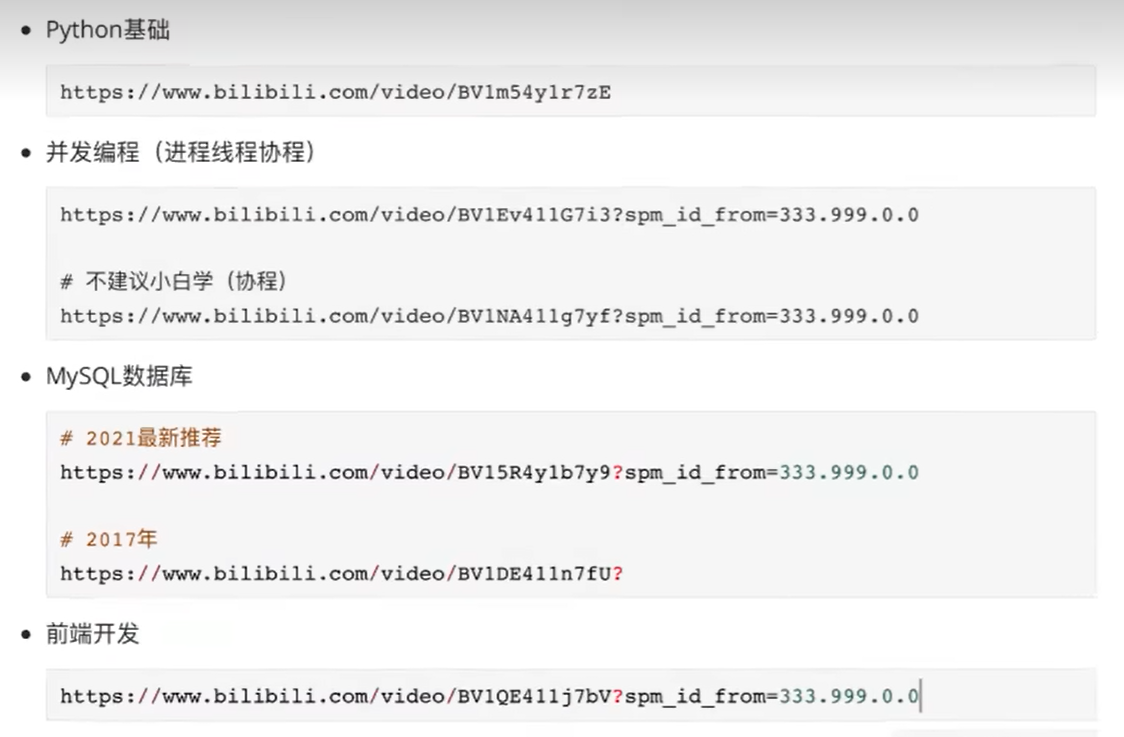 Python基础
https://www.bilibili.com/video/BV1m54y1r7zE
并发编程（进程线程协程）
https://www.bilibili.com/video/BV1Ev411G7i3?spm_id_from=333.999.0.0
# 不建议小白学（协程）
https://www.bilibili.com/video/BV1NA411g7yf?spm_id_from=333.999.0.0
MySQL数据库
# 2021最新推荐
https://www.bilibili.com/video/BV15R4y1b7y9?spm_id_from=333.999.0.0
# 2017年
https://www.bilibili.com/video/BV1DE411n7fU?
前端开发
https://www.bilibili.com/video/BV1QE411j7bV?spm_id_from=333.999.0.0